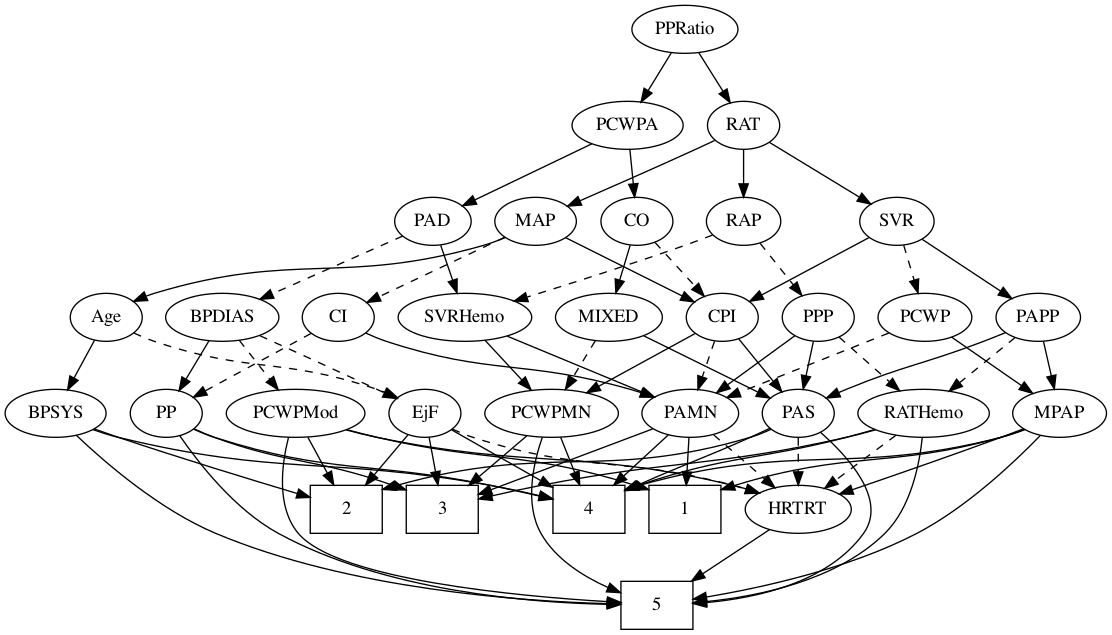 PPRatio
PCWPA
RAT
PAD
MAP
CO
RAP
SVR
Age
BPDIAS
CI
SVRHemo
MIXED
CPI
PPP
PCWP
PAPP
BPSYS
PP
PCWPMod
EjF
PCWPMN
PAMN
PAS
RATHemo
MPAP
2
3
4
1
HRTRT
5